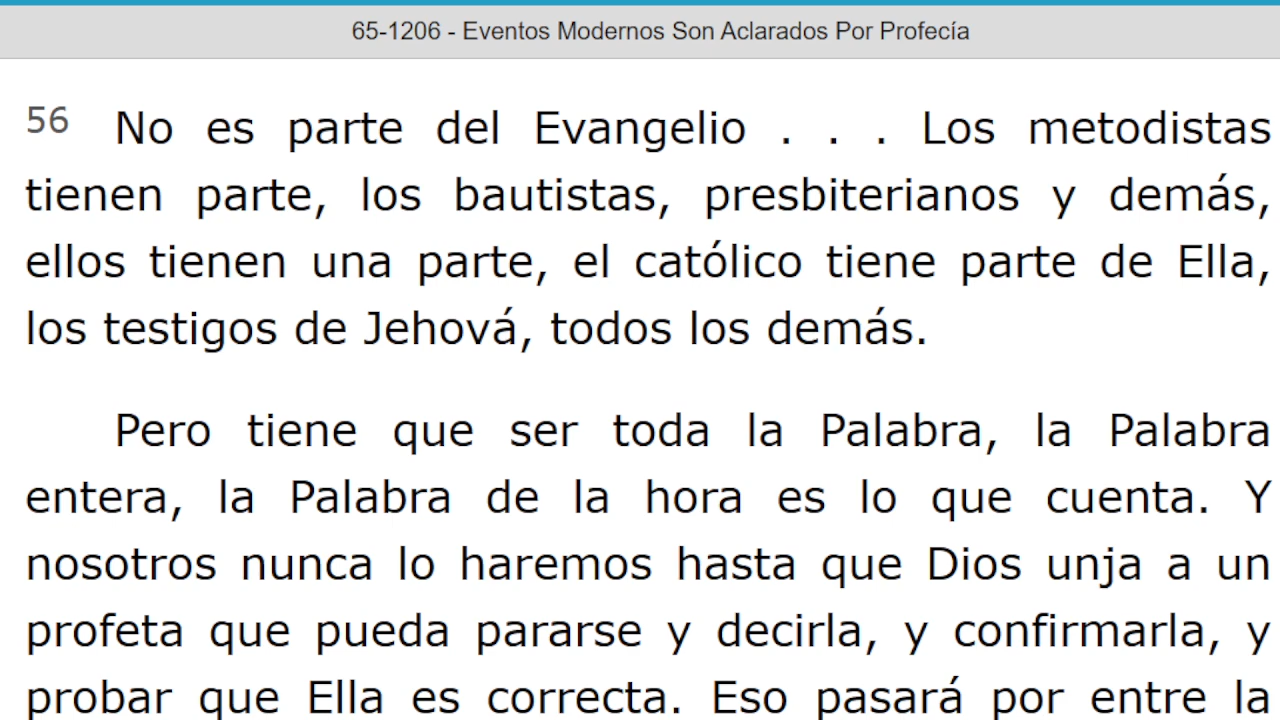 65-1206 - Eventos Modernos Son Aclarados Por Profecía
56 No es parte del Evangelio . . . Los metodistas
tienen parte, los bautistas, presbiterianos y demás,
ellos tienen una parte, el católico tiene parte de Ella,
los testigos de Jehová, todos los demás.
Pero tiene que ser toda la Palabra, la Palabra
entera, la Palabra de la hora es lo que cuenta. Y
nosotros nunca lo haremos hasta que Dios unja a un
profeta que pueda pararse y decirla, y confirmarla, y
probar que Ella es correcta. Eso pasará por entre la